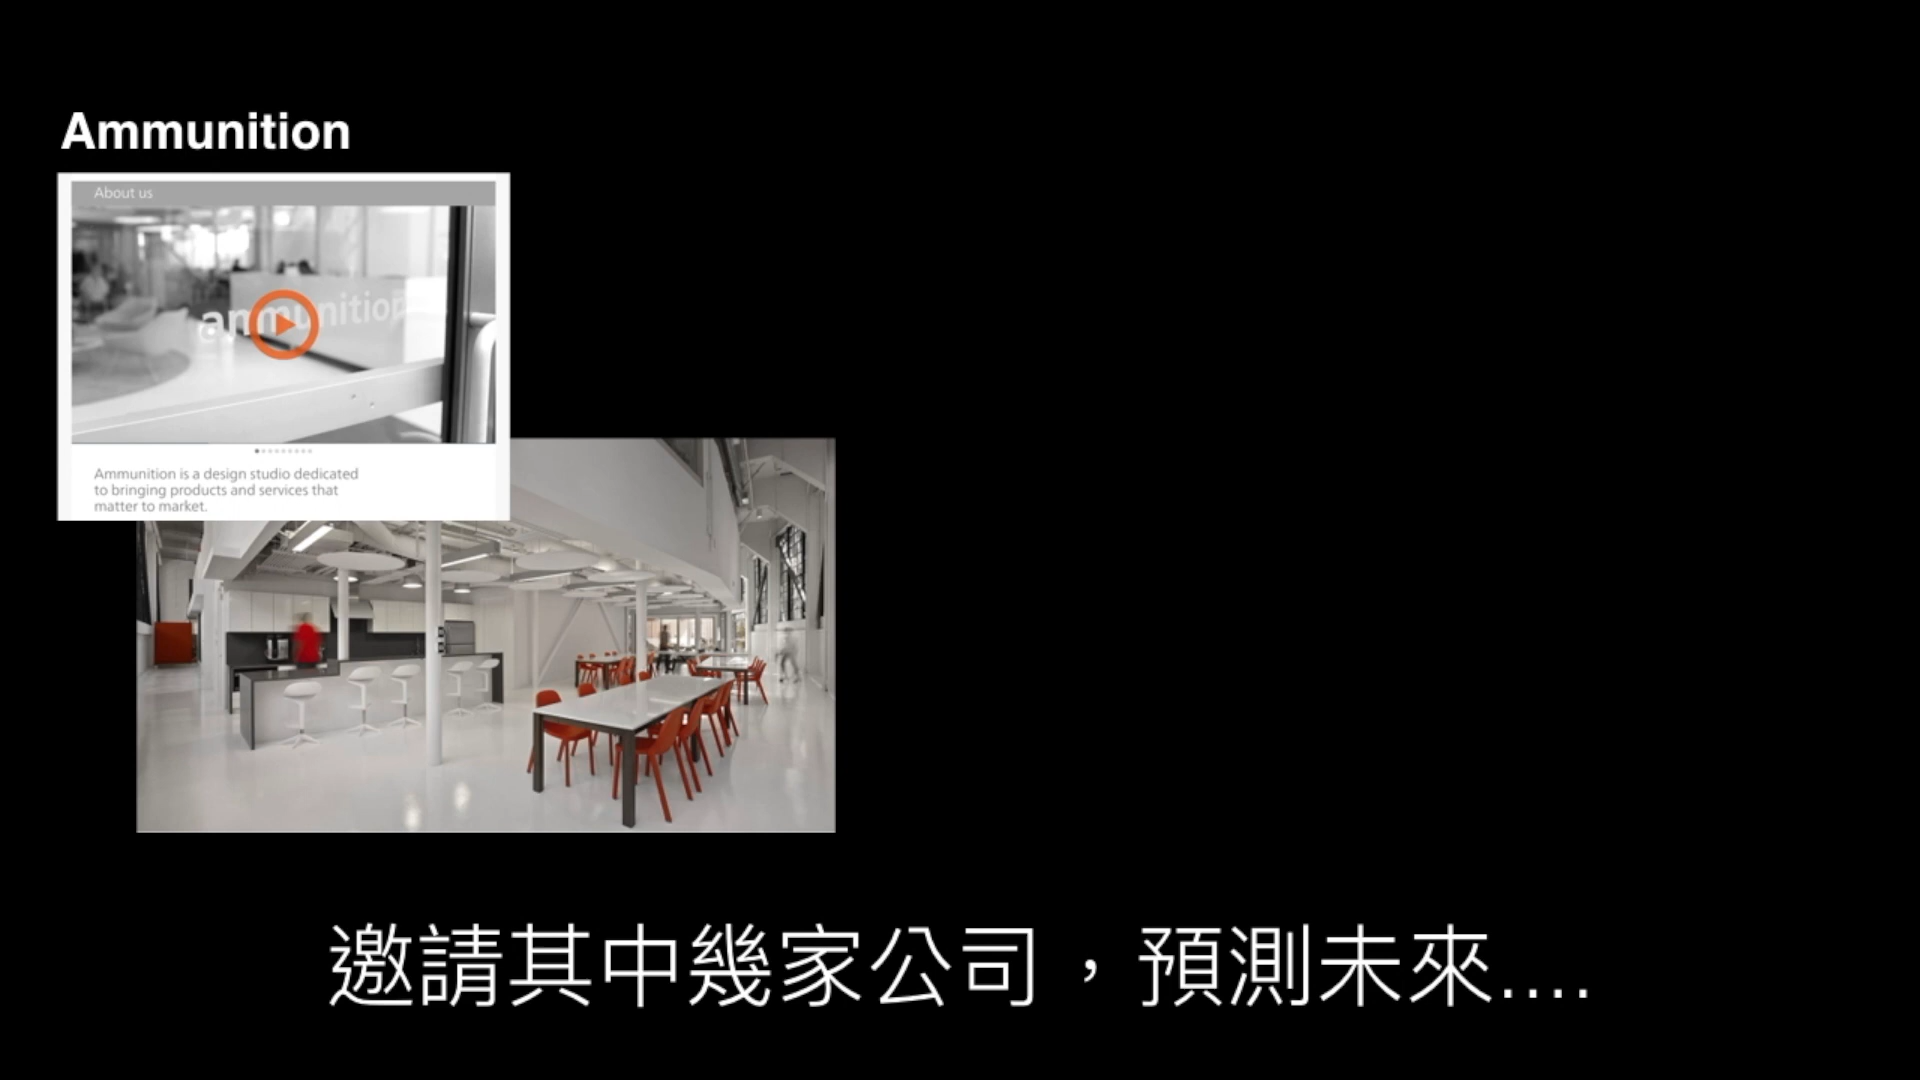 Ammunition
About us
ammunition
Ammunition is a design studio dedicated
to bringing products and services that
matter to market.
邀請其中幾家公司，預測未來....